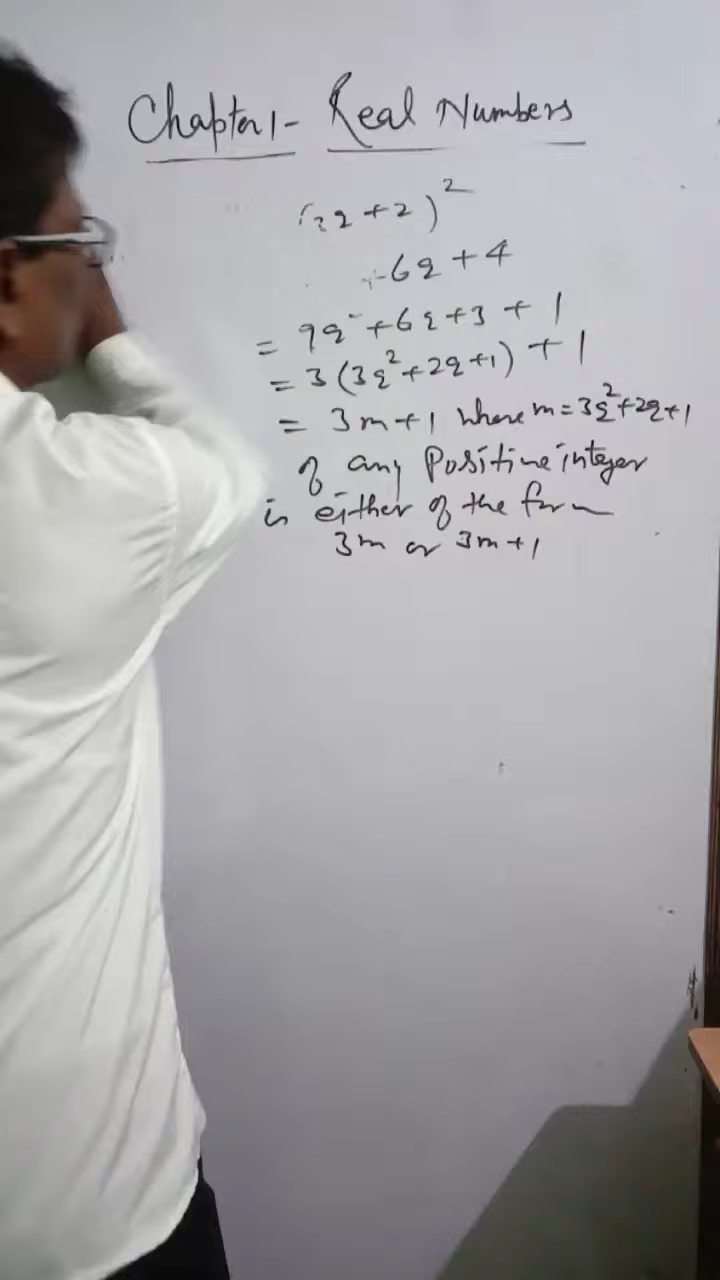 Chapter 1 - Real Numbers
(3q+2)²
+6q+4
= 9q²+6q+3+1
= 3(3q²+2q+1)+1
= 3m+1 where m=3q²+2q+1
of any Positive integer
is either of the form
3m or 3m+1